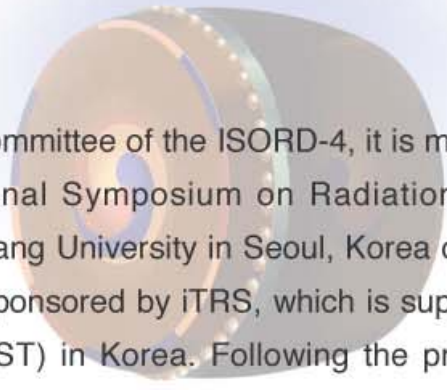 ommittee of the ISORD-4, it is m
nal Symposium on Radiation
ang University in Seoul, Korea
ponsored by iTRS, which is sup
ST) in Korea. Following the pr